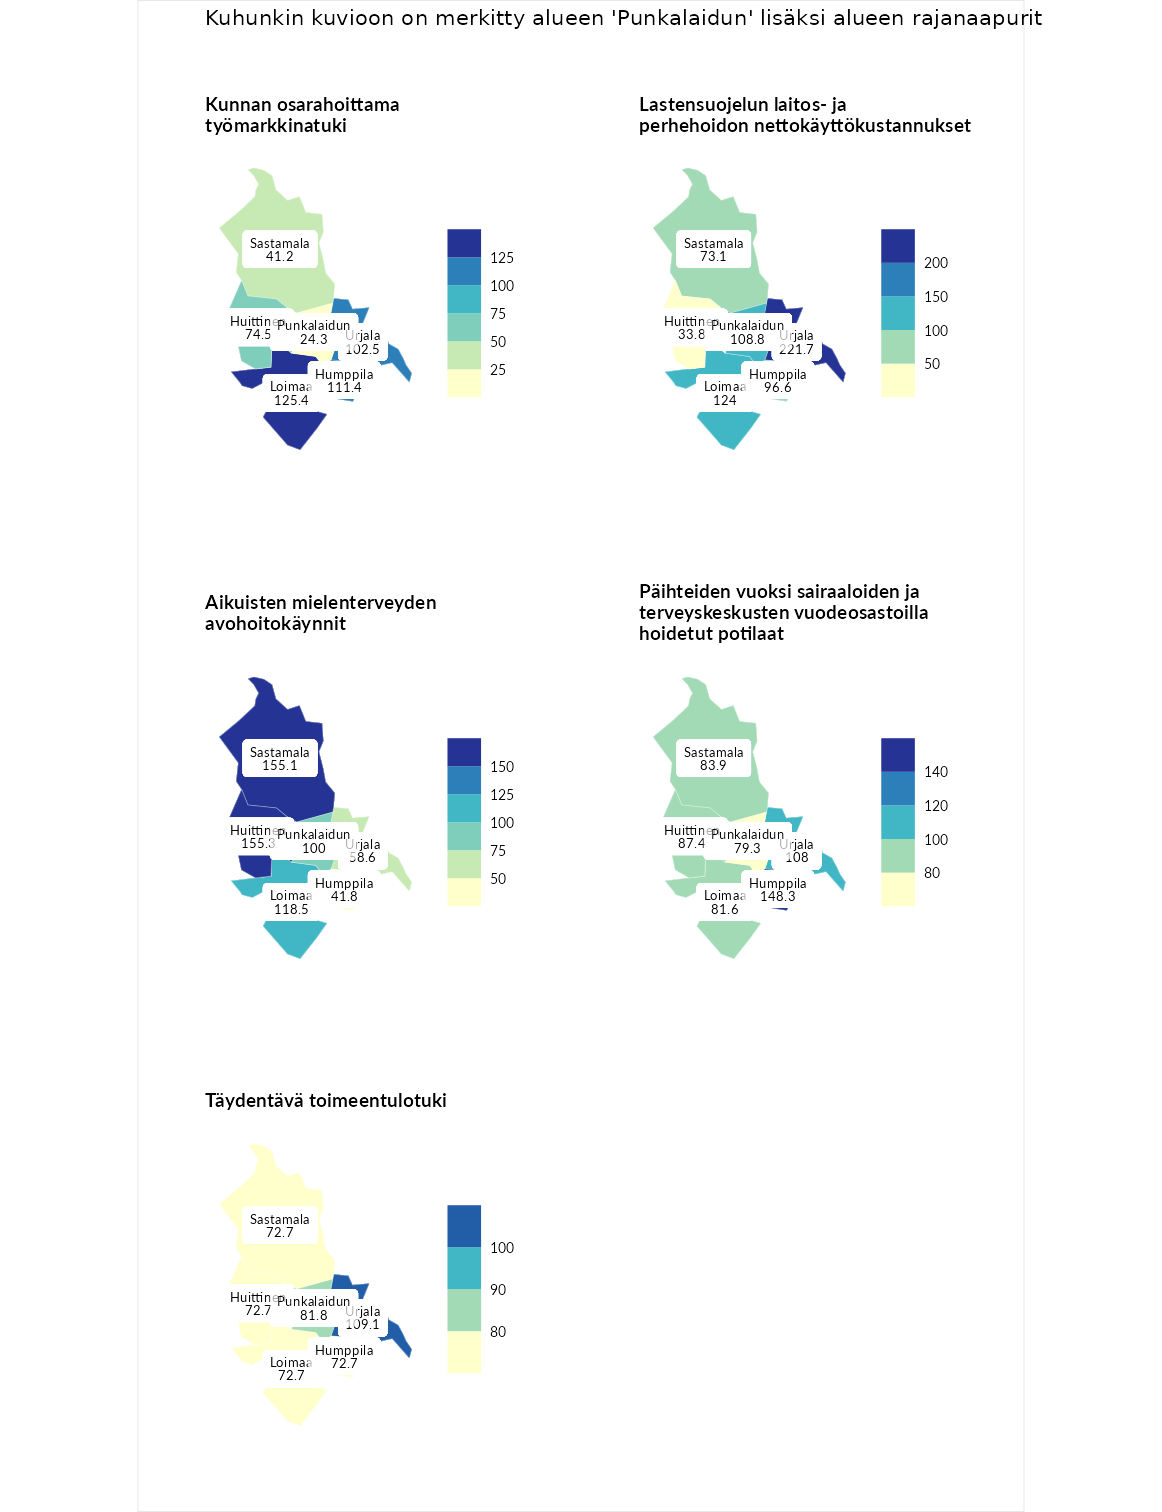 Kuhunkin kuvioon on merkitty alueen 'Punkalaidun' lisäksi alueen rajanaapurit
Kunnan osarahoittama
työmarkkinatuki
Sastamala
41.2
Huittinen
74.5
Punkalaidun
24.3
Urjala
102.5
Humppila
111.4
Loimaa
125.4
125
100
75
50
25
Lastensuojelun laitos- ja
perhehoidon nettokäyttökustannukset
Sastamala
73.1
Huittinen
33.8
Punkalaidun
108.8
Urjala
221.7
Humppila
96.6
Loimaa
124
200
150
100
50
Aikuisten mielenterveyden
avohoitokäynnit
Sastamala
155.1
Huittinen
155.3
Punkalaidun
100
Urjala
58.6
Humppila
41.8
Loimaa
118.5
150
125
100
75
50
Päihteiden vuoksi sairaaloiden ja
terveyskeskusten vuodeosastoilla
hoidetut potilaat
Sastamala
83.9
Huittinen
87.4
Punkalaidun
79.3
Urjala
108
Humppila
148.3
Loimaa
81.6
140
120
100
80
Täydentävä toimeentulotuki
Sastamala
72.7
Huittinen
72.7
Punkalaidun
81.8
Urjala
109.1
Humppila
72.7
Loimaa
72.7
100
90
80